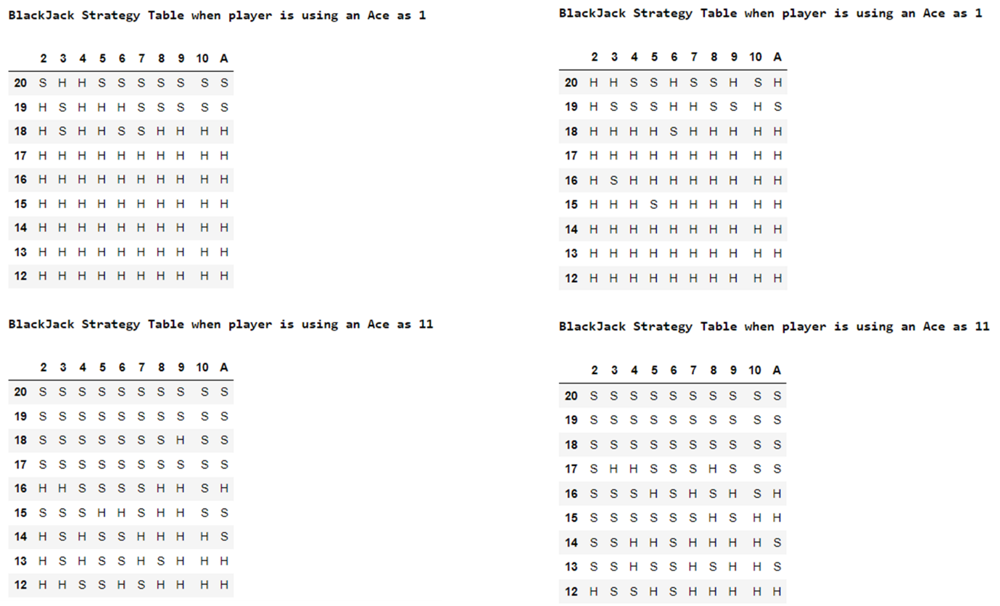 BlackJack Strategy Table when player is using an Ace as 1
2 3 4 5 6 7 8 9 10 A
20 S H H S S S S S S S
19 H S H H H S S S S S
18 H S H H S S H H H H
17 H H H H H H H H H H
16 H H H H H H H H H H
15 H H H H H H H H H H
14 H H H H H H H H H H
13 H H H H H H H H H H
12 H H H H H H H H H H
BlackJack Strategy Table when player is using an Ace as 11
2 3 4 5 6 7 8 9 10 A
20 S S S S S S S S S S
19 S S S S S S S S S S
18 S S S S S S S H S S
17 S S S S S S S S S S
16 H H S S S S H H S H
15 S S S H H S H H S S
14 H S H S S H H H H S
13 H S H S S H S H H H
12 H H S S H S H H H H
BlackJack Strategy Table when player is using an Ace as 1
2 3 4 5 6 7 8 9 10 A
20 H H S S H S S H S H
19 H S S S H H S S H S
18 H H H H S H H H H H
17 H H H H H H H H H H
16 H S H H H H H H H H
15 H H H S H H H H H H
14 H H H H H H H H H H
13 H H H H H H H H H H
12 H H H H H H H H H H
BlackJack Strategy Table when player is using an Ace as 11
2 3 4 5 6 7 8 9 10 A
20 S S S S S S S S S S
19 S S S S S S S S S S
18 S S S S S S S S S S
17 S H H S S S H S S S
16 S S S H S H S H S H
15 S S S S S S H S H H
14 S S H H S H H H H S
13 S S H S S H S H H S
12 H S S H S H H H H H